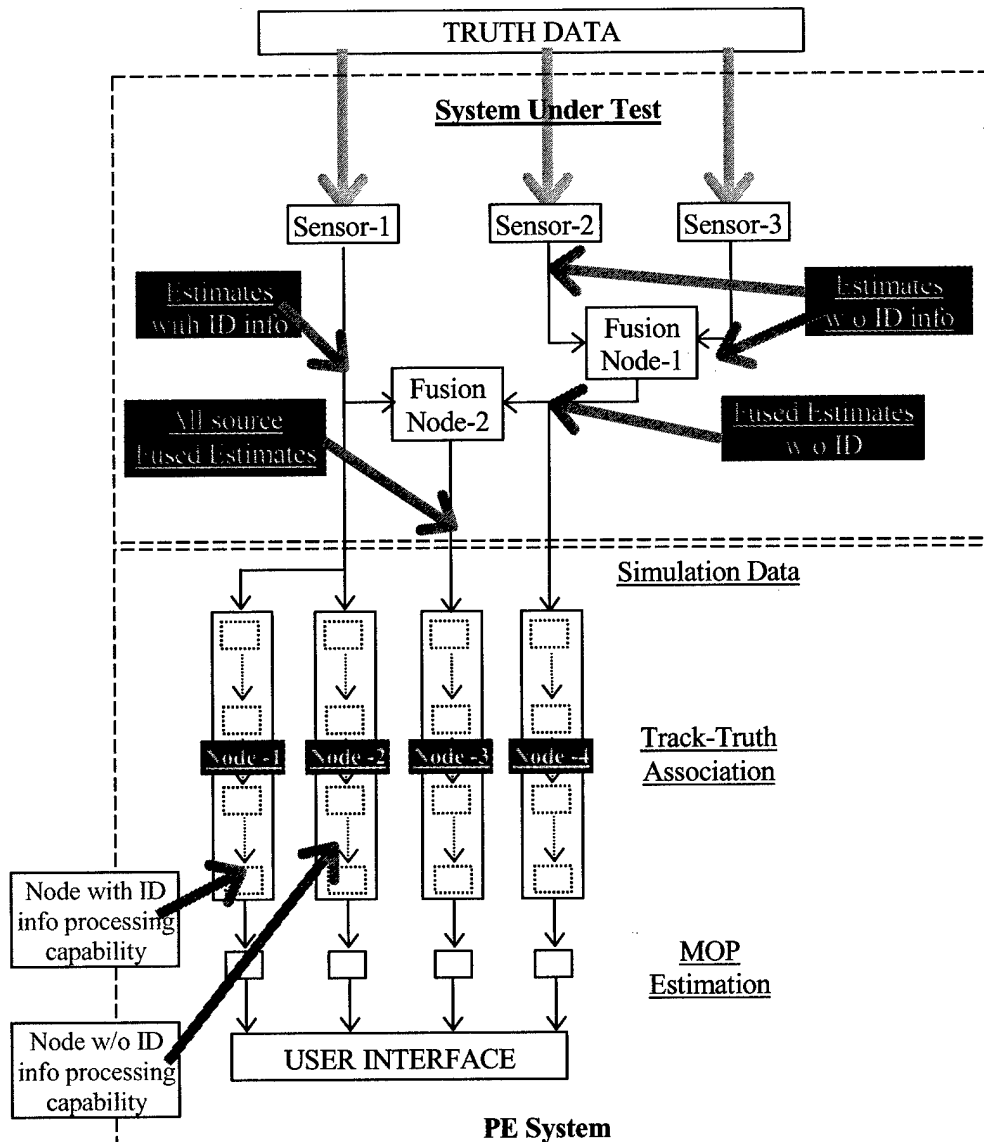 TRUTH DATA
System Under Test
Sensor-1
Sensor-2
Sensor-3
Estimates
with ID info
Estimates
w/o ID info
Fusion
Node-1
Fusion
Node-2
All source
Fused Estimates
Fused Estimates
w/o ID
Simulation Data
Node -1
Node -2
Node -3
Node -4
Track-Truth
Association
Node with ID
info processing
capability
MOP
Estimation
Node w/o ID
info processing
capability
USER INTERFACE
PE System